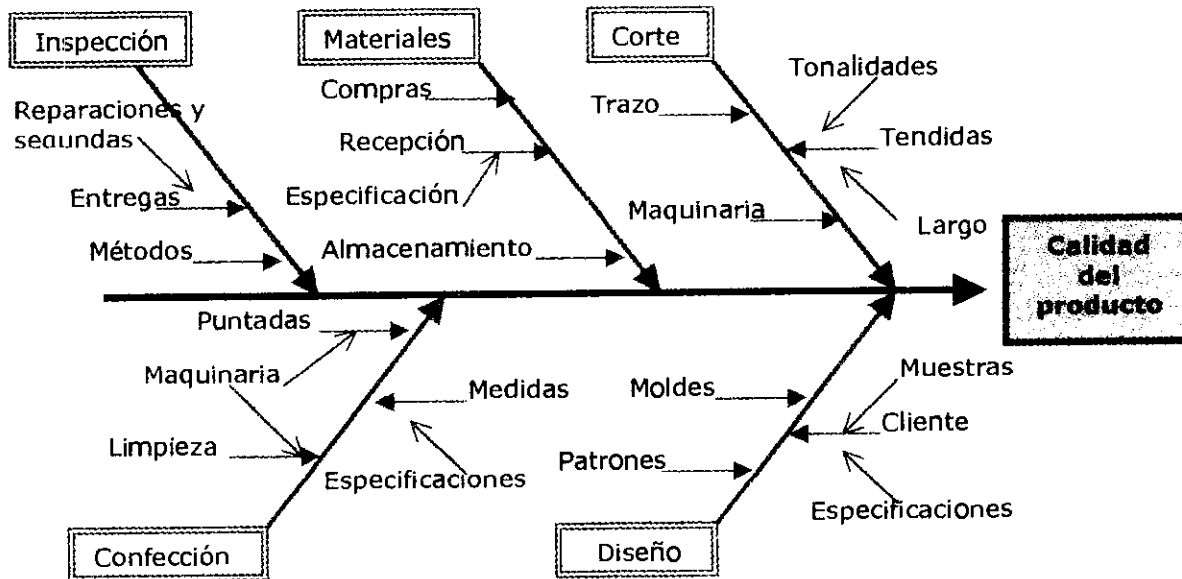 Inspección
Materiales
Corte
Reparaciones y
segundas
Entregas
Métodos
Compras
Recepción
Especificación
Almacenamiento
Trazo
Tonalidades
Tendidas
Maquinaria
Largo
Calidad
del
producto
Puntadas
Maquinaria
Medidas
Limpieza
Especificaciones
Confección
Moldes
Muestras
Cliente
Patrones
Especificaciones
Diseño